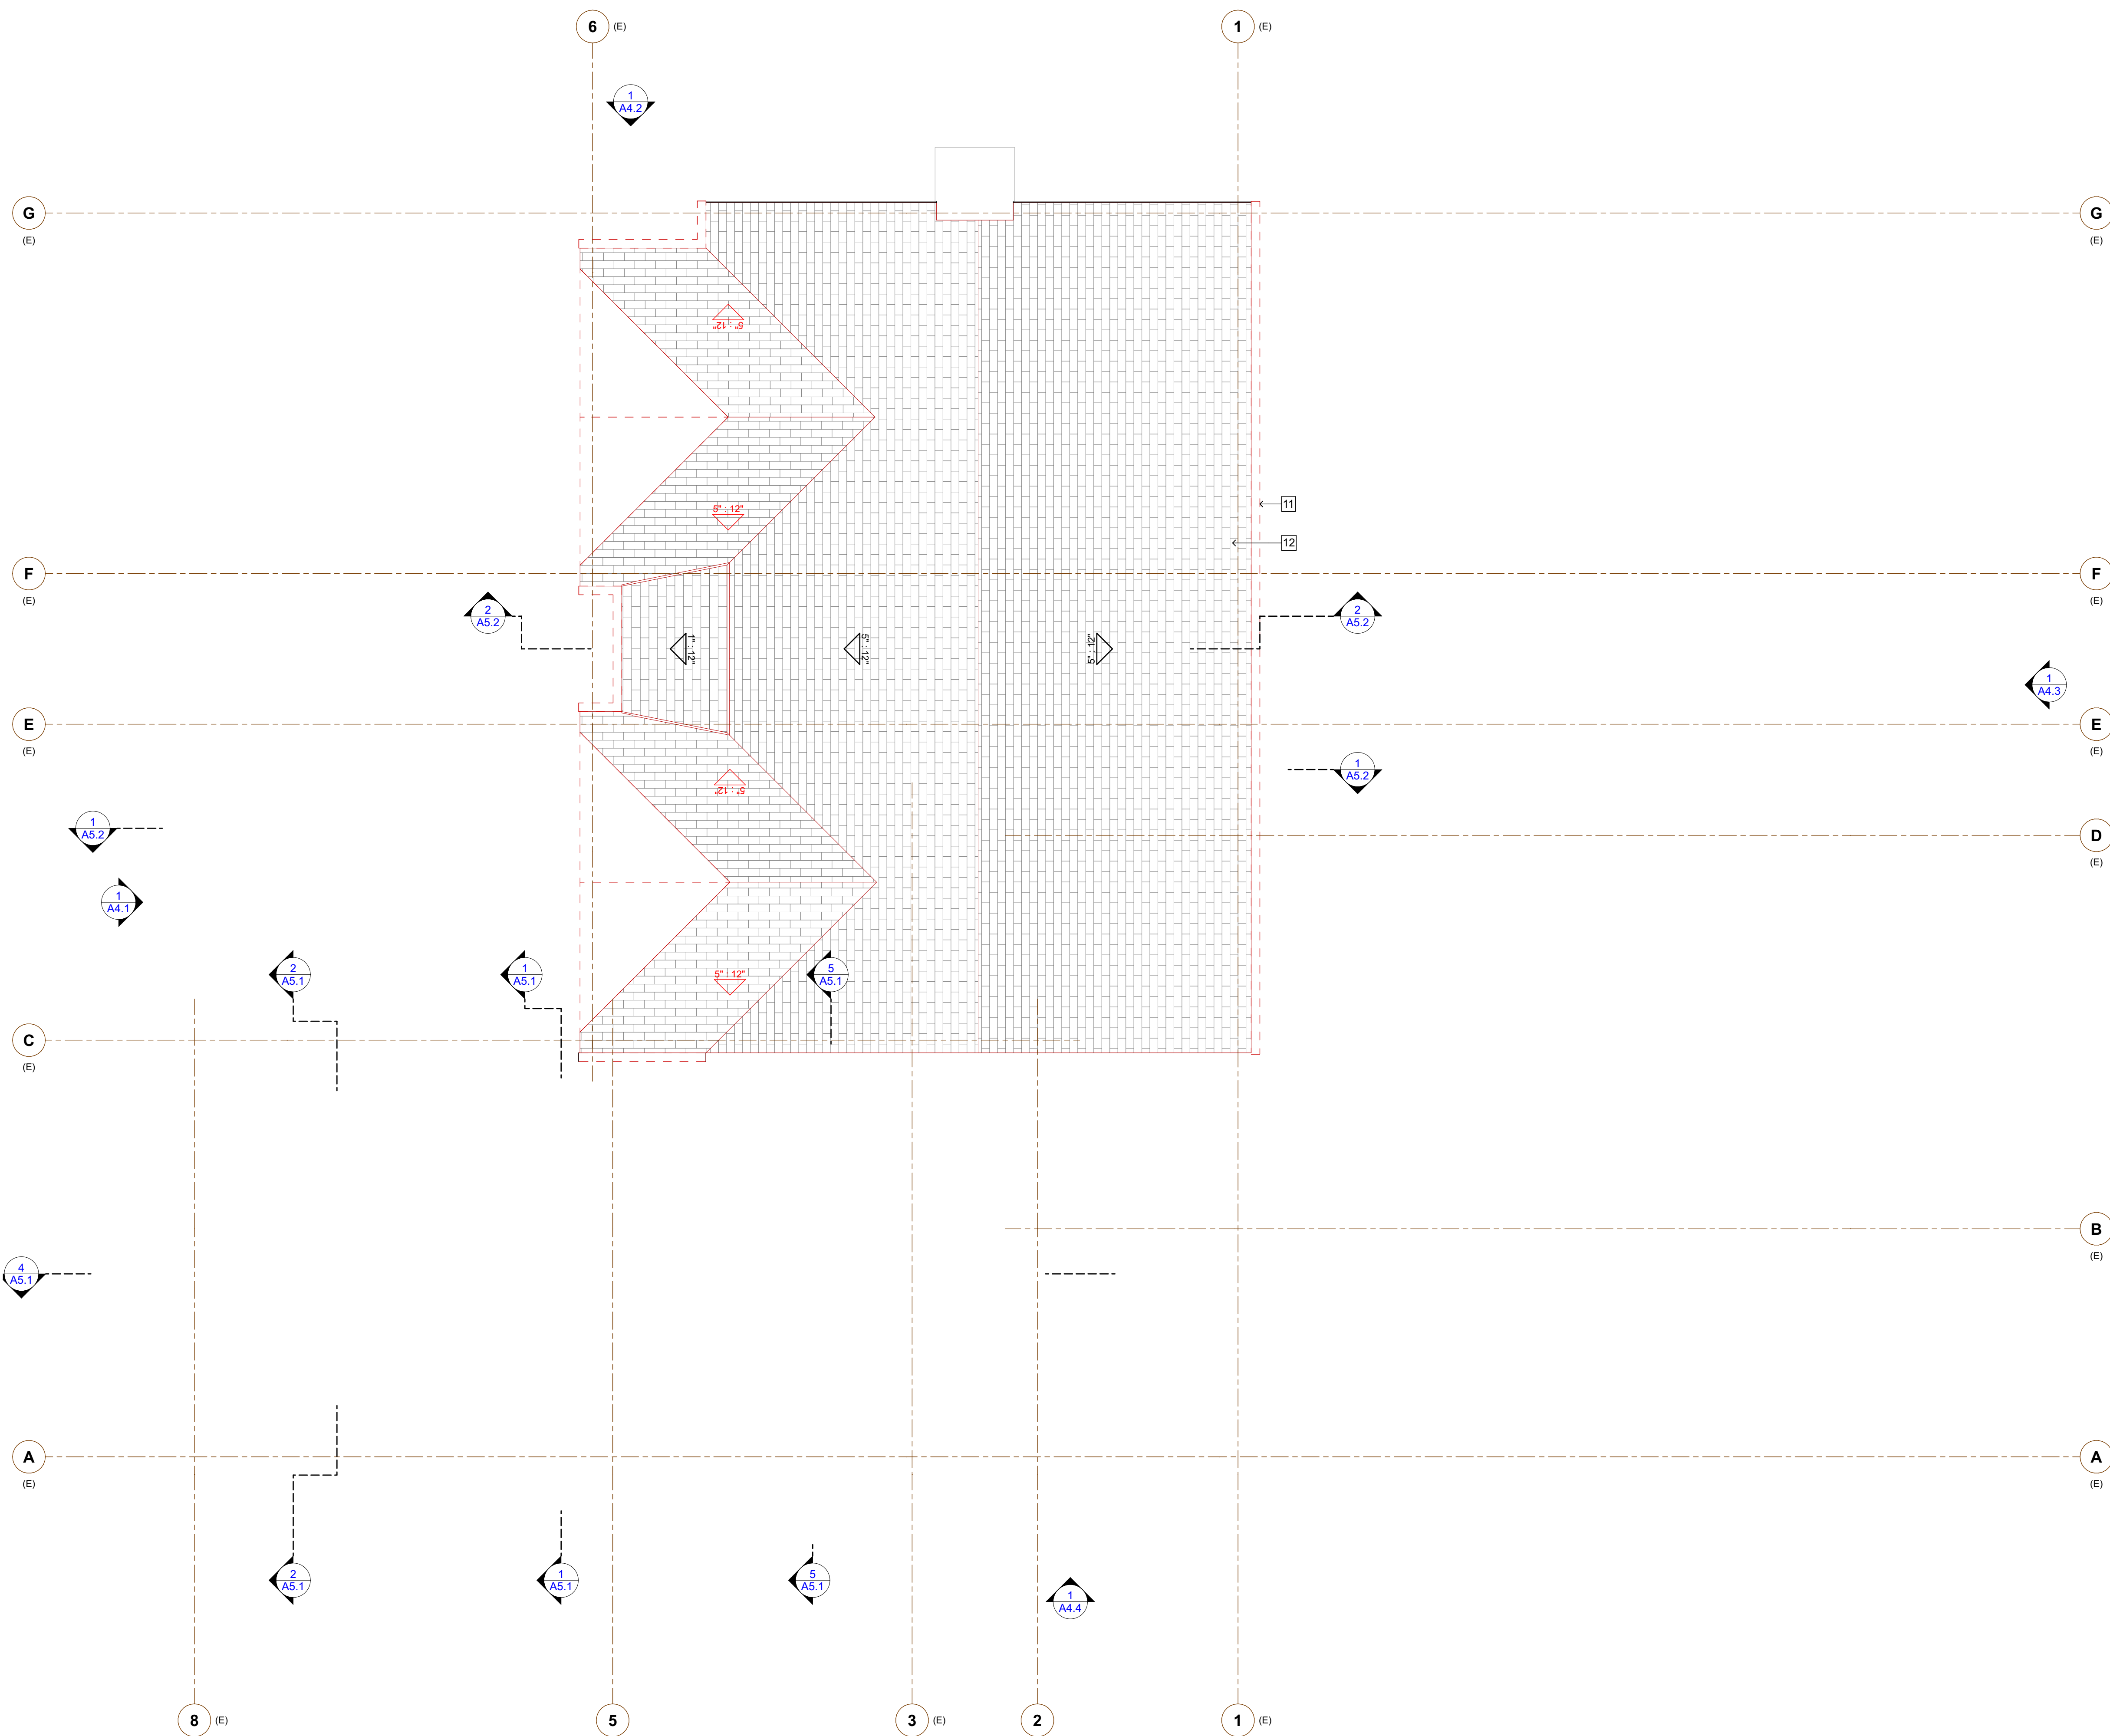 6 (E)
1 (E)
1
A4.2
G
(E)
G
(E)
5" : 12"
11
5" : 12"
12
F
(E)
F
(E)
2
A5.2
2
A5.2
1" : 12"
5" : 12"
5" : 12"
1
A4.3
E
(E)
E
(E)
1
A5.2
5" : 12"
1
A5.2
D
(E)
1
A4.1
2
A5.1
1
A5.1
5
A5.1
5" : 12"
C
(E)
B
(E)
4
A5.1
A
(E)
A
(E)
2
A5.1
1
A5.1
5
A5.1
1
A4.4
8 (E)
5
3 (E)
2
1 (E)